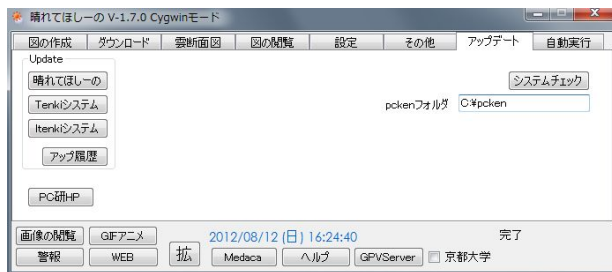 晴れてほしーの V-1.7.0 Cygwinモード
図の作成 ダウンロード 雲断面図 図の閲覧 設定 その他 アップデート 自動実行
Update
晴れてほしーの システムチェック
Tenkiシステム pckenフォルダ C:¥pcken
Itenkiシステム
アップ履歴
PC研HP
画像の閲覧 GIFアニメ 拡 2012/08/12 (日) 16:24:40 完了
警報 WEB Medaca ヘルプ GPVServer 京都大学